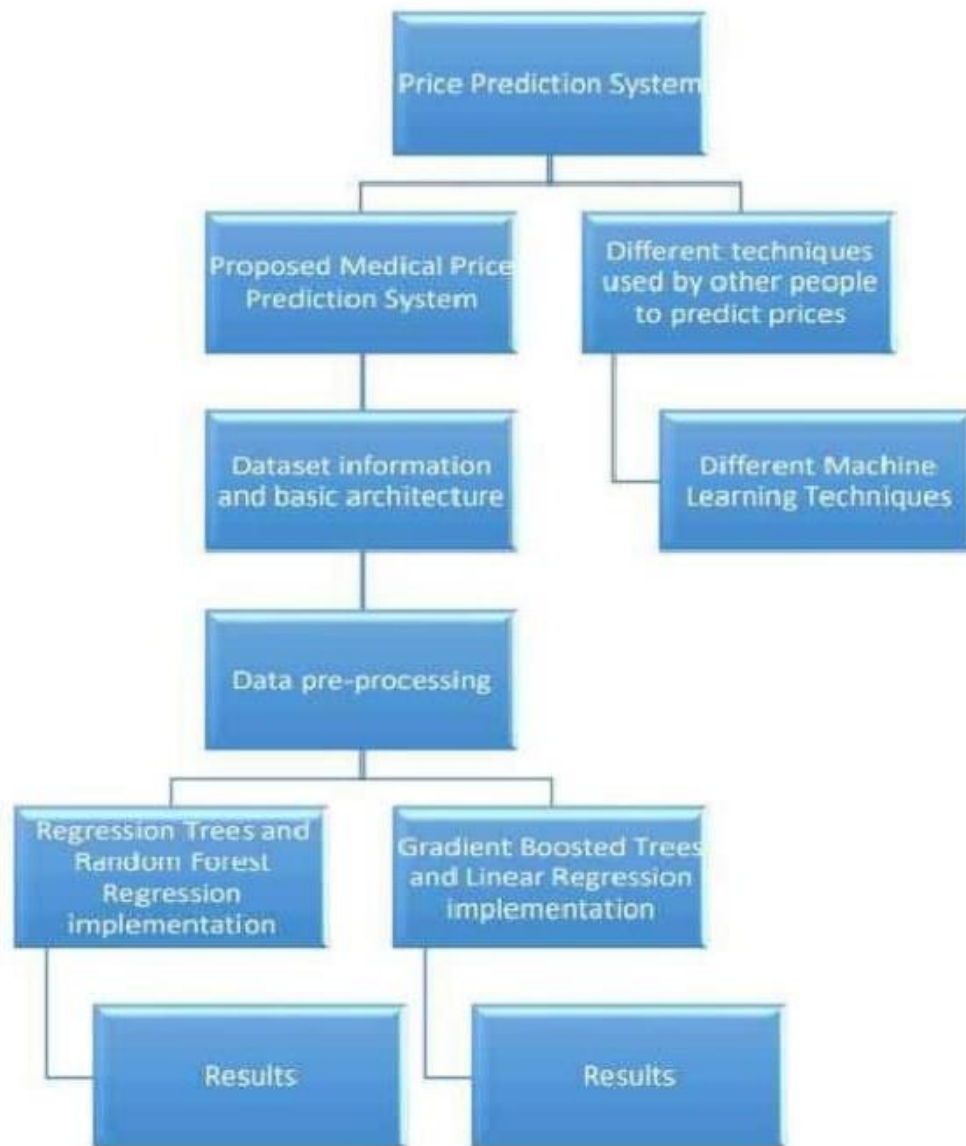 Price Prediction System
Proposed Medical Price
Prediction System
Different techniques
used by other people
to predict prices
Dataset information
and basic architecture
Different Machine
Learning Techniques
Data pre-processing
Regression Trees and
Random Forest
Regression
implementation
Gradient Boosted Trees
and Linear Regression
implementation
Results
Results